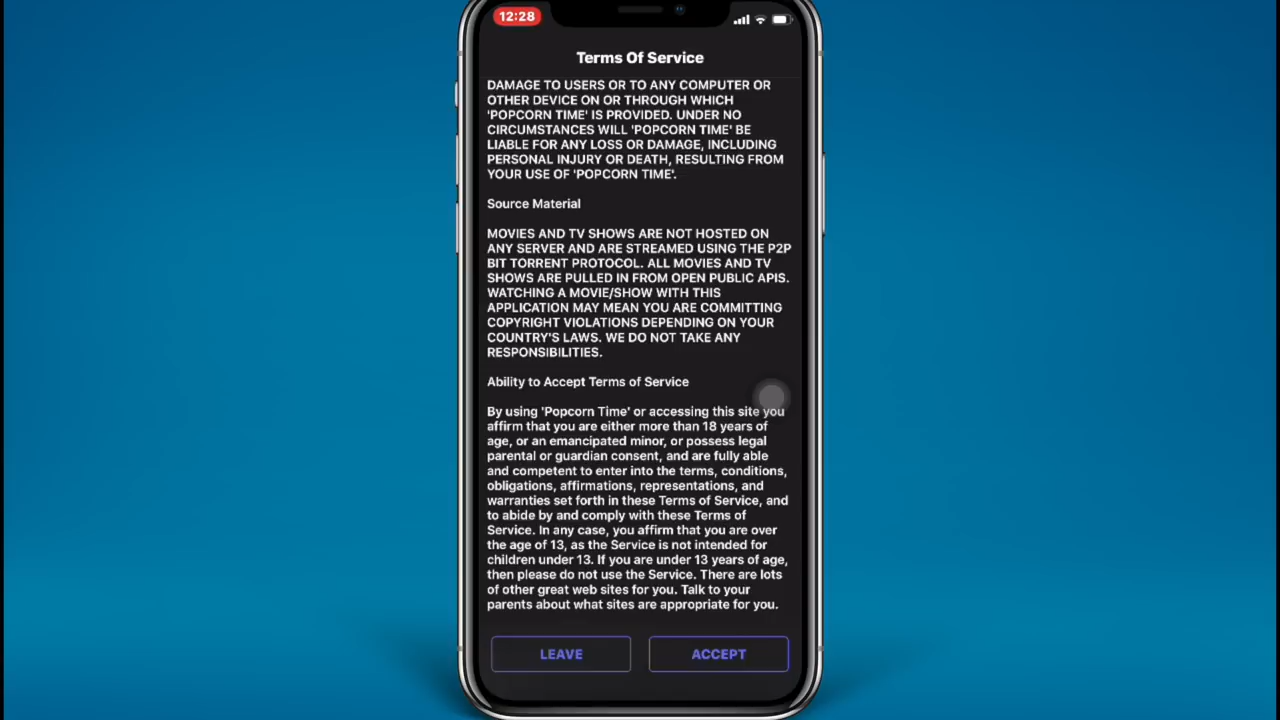 12:28
Terms Of Service
DAMAGE TO USERS OR TO ANY COMPUTER OR
OTHER DEVICE ON OR THROUGH WHICH
'POPCORN TIME' IS PROVIDED. UNDER NO
CIRCUMSTANCES WILL 'POPCORN TIME' BE
LIABLE FOR ANY LOSS OR DAMAGE, INCLUDING
PERSONAL INJURY OR DEATH, RESULTING FROM
YOUR USE OF 'POPCORN TIME'.
Source Material
MOVIES AND TV SHOWS ARE NOT HOSTED ON
ANY SERVER AND ARE STREAMED USING THE P2P
BIT TORRENT PROTOCOL. ALL MOVIES AND TV
SHOWS ARE PULLED IN FROM OPEN PUBLIC APIS.
WATCHING A MOVIE/SHOW WITH THIS
APPLICATION MAY MEAN YOU ARE COMMITTING
COPYRIGHT VIOLATIONS DEPENDING ON YOUR
COUNTRY'S LAWS. WE DO NOT TAKE ANY
RESPONSIBILITIES.
Ability to Accept Terms of Service
By using 'Popcorn Time' or accessing this site you
affirm that you are either more than 18 years of
age, or an emancipated minor, or possess legal
parental or guardian consent, and are fully able
and competent to enter into the terms, conditions,
obligations, affirmations, representations, and
warranties set forth in these Terms of Service, and
to abide by and comply with these Terms of
Service. In any case, you affirm that you are over
the age of 13, as the Service is not intended for
children under 13. If you are under 13 years of age,
then please do not use the Service. There are lots
of other great web sites for you. Talk to your
parents about what sites are appropriate for you.
LEAVE
ACCEPT